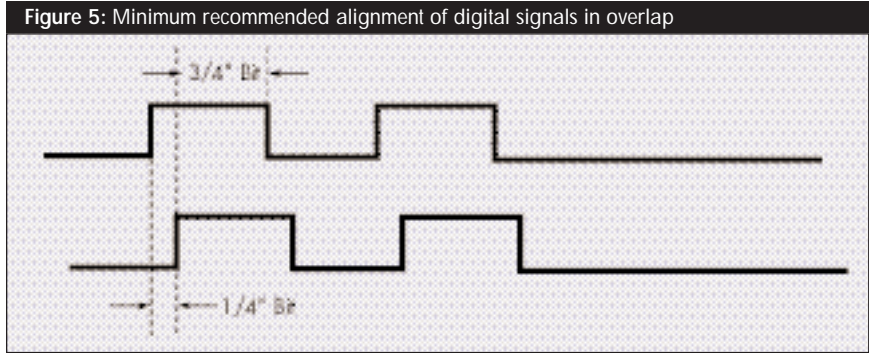 Figure 5: Minimum recommended alignment of digital signals in overlap
3/4" Bit
1/4" Bit